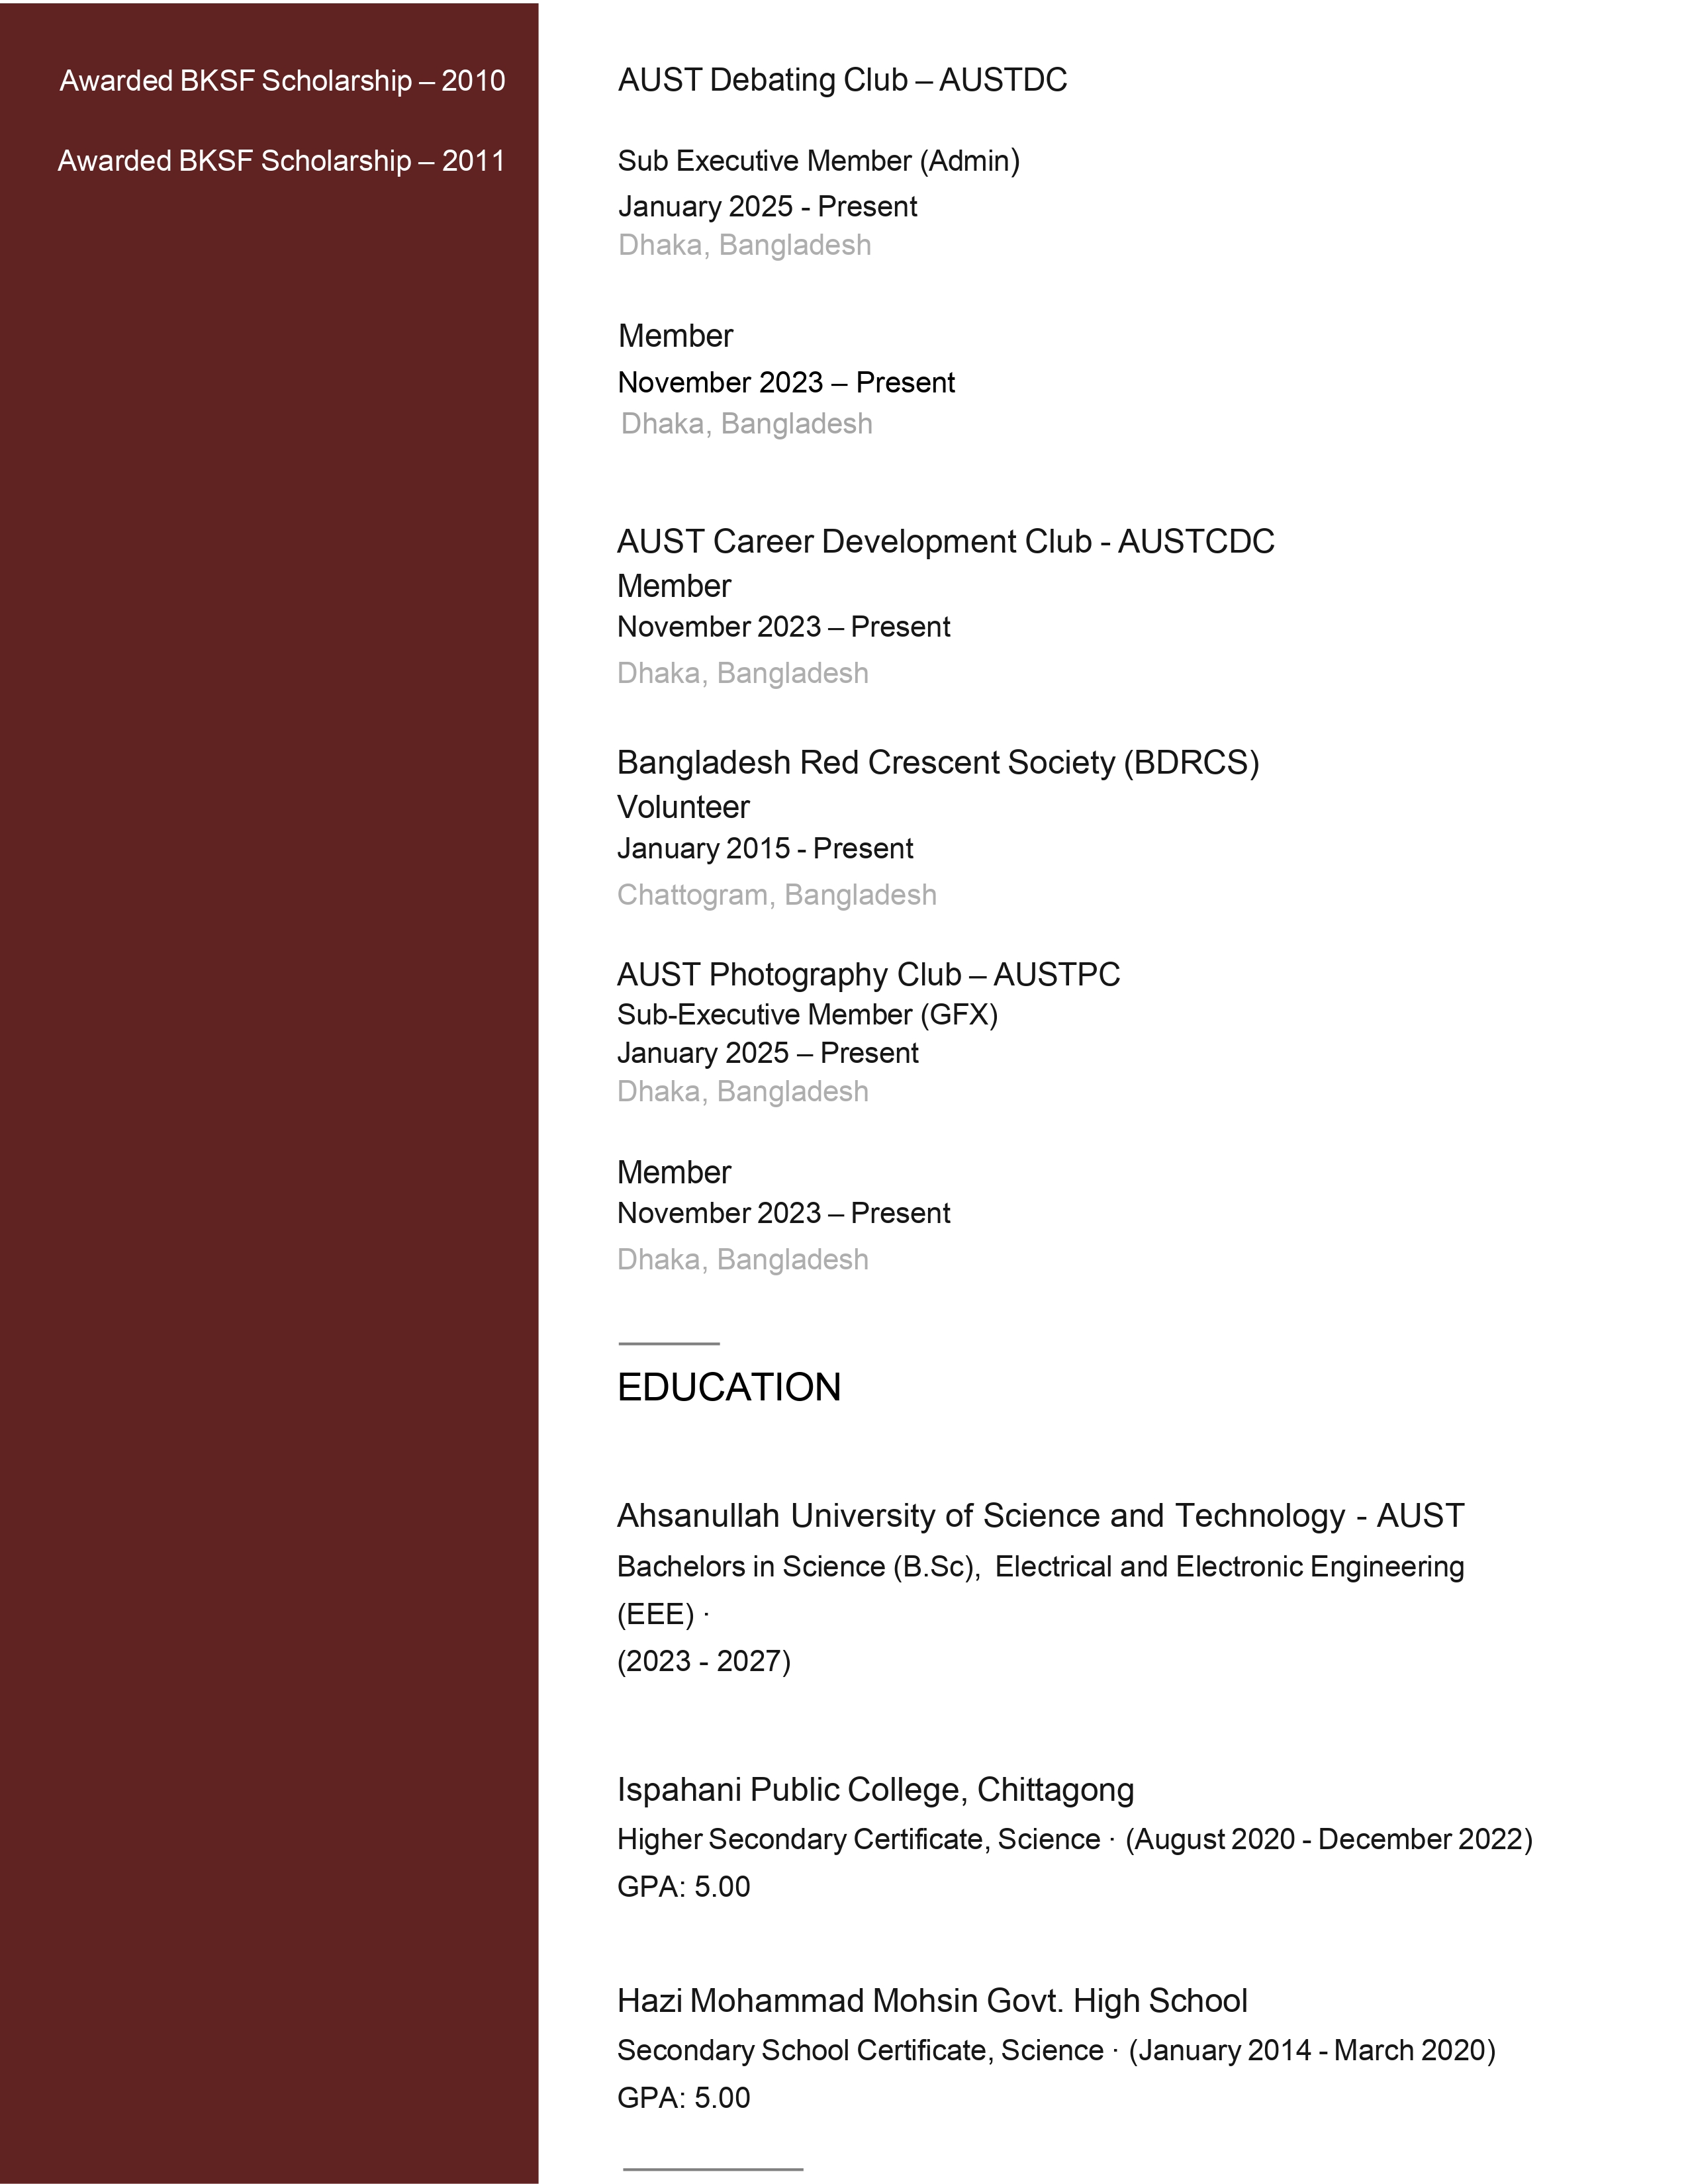 Awarded BKSF Scholarship – 2010
Awarded BKSF Scholarship – 2011
AUST Debating Club – AUSTDC
Sub Executive Member (Admin)
January 2025 - Present
Dhaka, Bangladesh
Member
November 2023 – Present
Dhaka, Bangladesh
AUST Career Development Club - AUSTCDC
Member
November 2023 – Present
Dhaka, Bangladesh
Bangladesh Red Crescent Society (BDRCS)
Volunteer
January 2015 - Present
Chattogram, Bangladesh
AUST Photography Club – AUSTPC
Sub-Executive Member (GFX)
January 2025 – Present
Dhaka, Bangladesh
Member
November 2023 – Present
Dhaka, Bangladesh
EDUCATION
Ahsanullah University of Science and Technology - AUST
Bachelors in Science (B.Sc), Electrical and Electronic Engineering
(EEE) ·
(2023 - 2027)
Ispahani Public College, Chittagong
Higher Secondary Certificate, Science · (August 2020 - December 2022)
GPA: 5.00
Hazi Mohammad Mohsin Govt. High School
Secondary School Certificate, Science · (January 2014 - March 2020)
GPA: 5.00